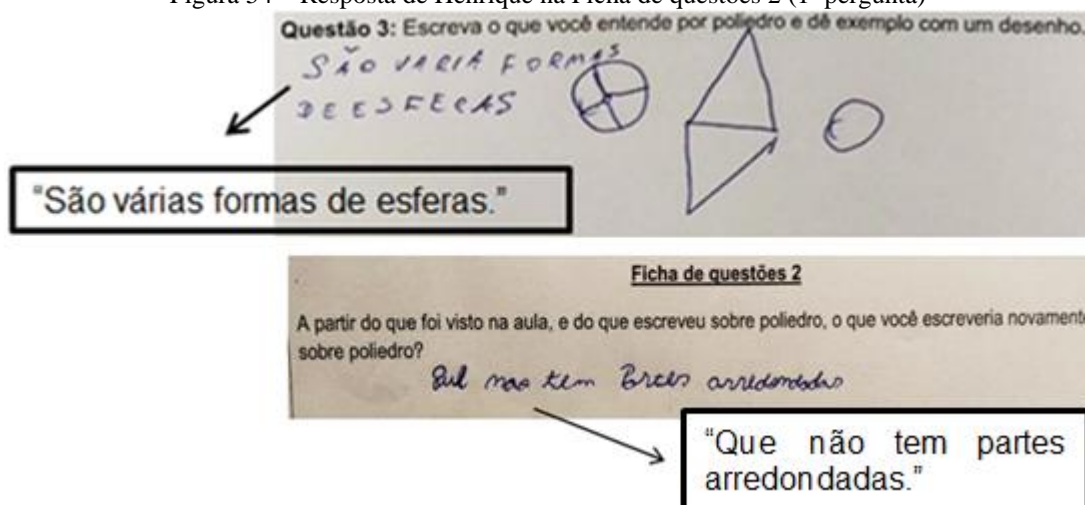 Figura 34 – Resposta de Henrique na Ficha de questões 2 (1ª pergunta)
Questão 3: Escreva o que você entende por poliedro e dê exemplo com um desenho.
SÃO VARIA FORMAS
DE ESFERAS
"São várias formas de esferas."
Ficha de questões 2
A partir do que foi visto na aula, e do que escreveu sobre poliedro, o que você escreveria novamente
sobre poliedro?
não tem arredondadas
"Que não tem partes
arredondadas."